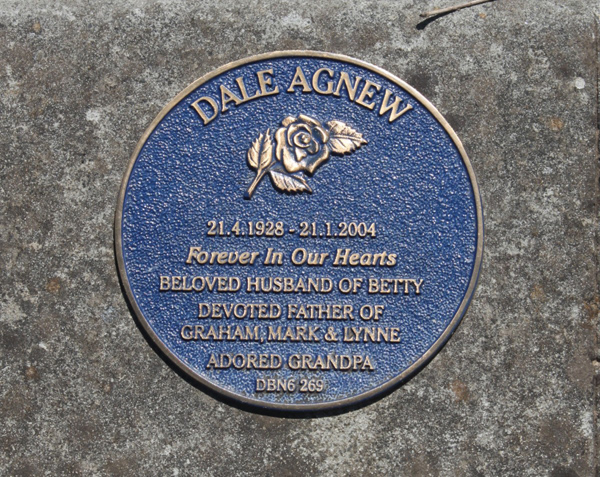 DALE AGNEW
21.4.1928 - 21.1.2004
Forever In Our Hearts
BELOVED HUSBAND OF BETTY
DEVOTED FATHER OF
GRAHAM, MARK & LYNNE
ADORED GRANDPA
DBN6 269